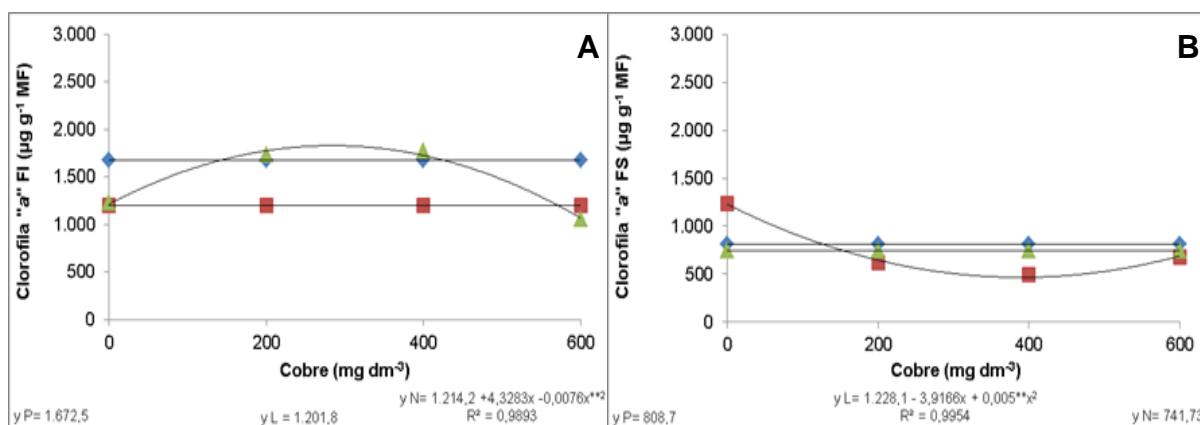 A
Clorofila "a" FI (µg g⁻¹ MF)
3.000
2.500
2.000
1.500
1.000
500
0
0 200 400 600
Cobre (mg dm⁻³)
y P= 1.672,5
y L = 1.201,8
y N= 1.214,2 +4,3283x -0,0076x**²
R² = 0,9893
B
Clorofila "a" FS (µg g⁻¹ MF)
3.000
2.500
2.000
1.500
1.000
500
0
0 200 400 600
Cobre (mg dm⁻³)
y P= 808,7
y L= 1.228,1 - 3,9166x + 0,005**x²
R² = 0,9954
y N= 741,73